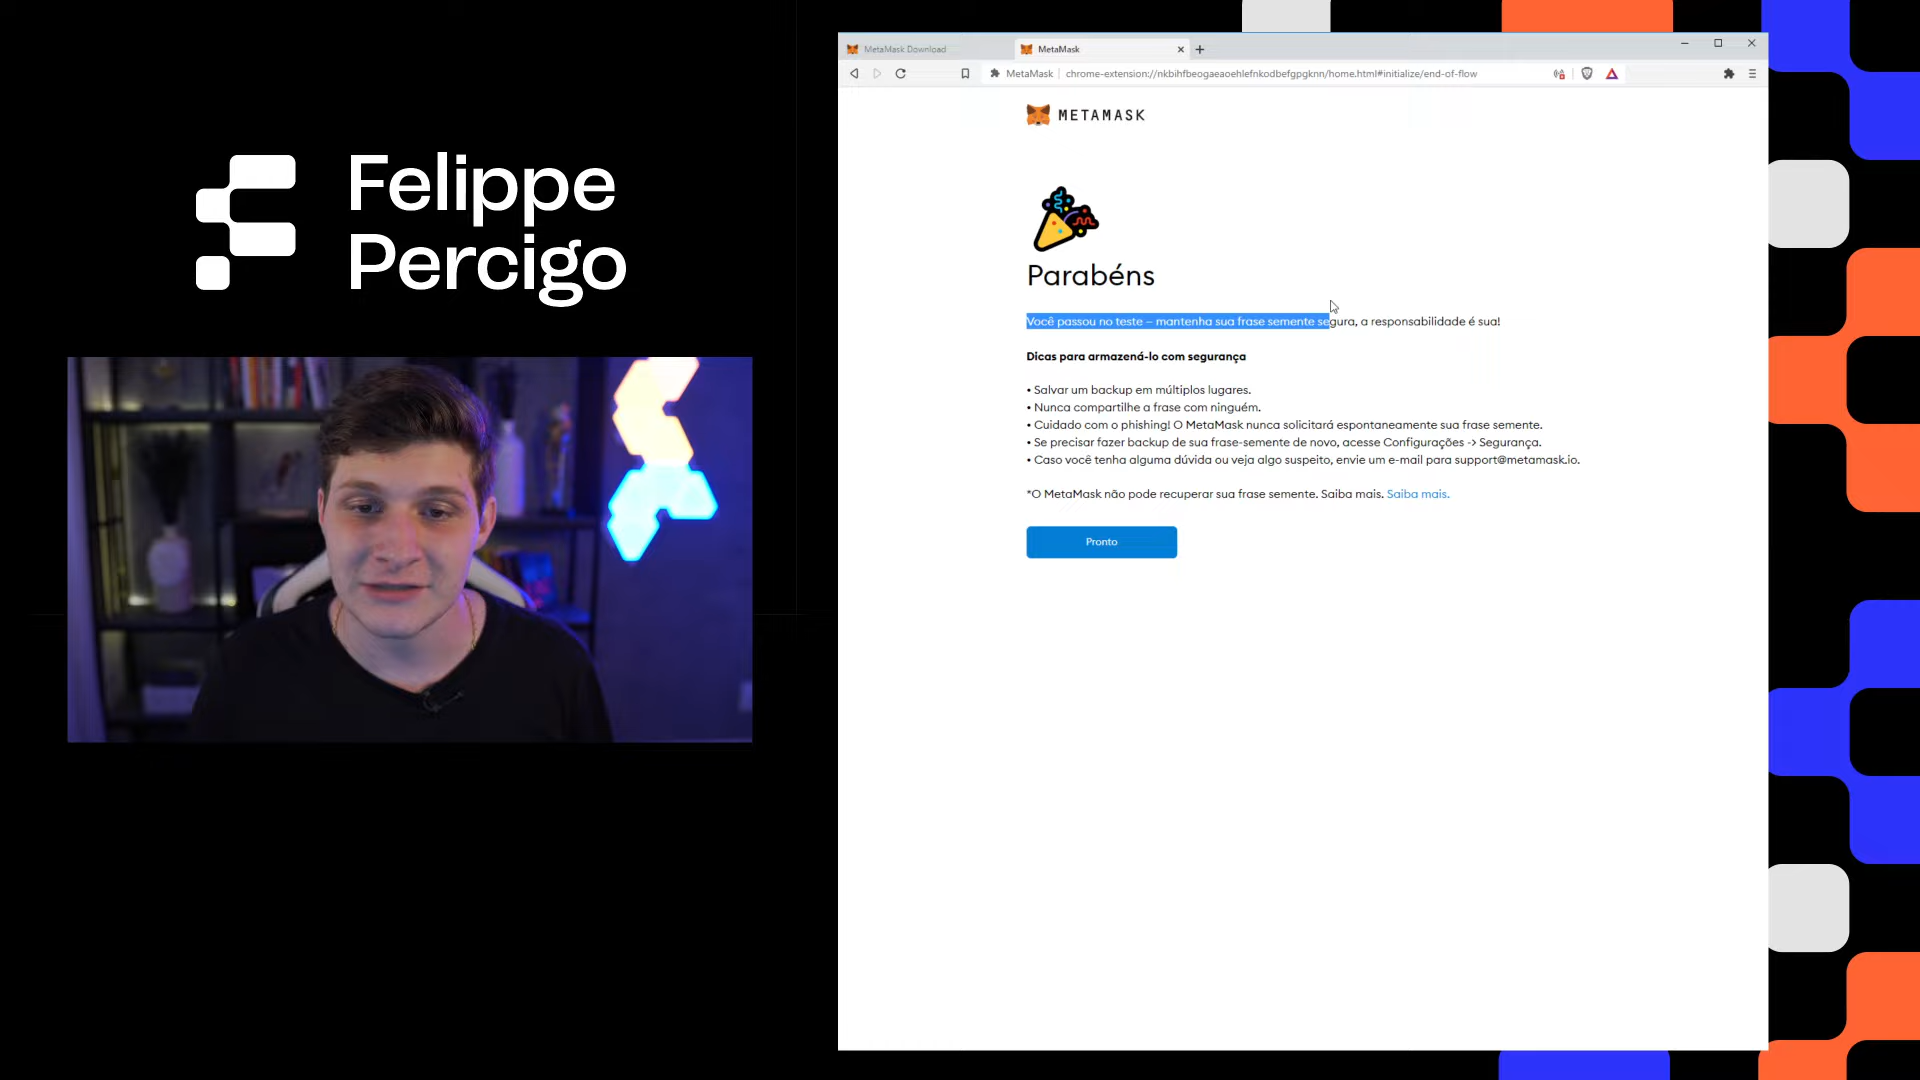 Felippe
Percigo
MetaMask Download
MetaMask
MetaMask
chrome-extension://nkbihfbeogaeaoehlefnkodbefgpgknn/home.html#initialize/end-of-flow
METAMASK
Parabéns
Você passou no teste – mantenha sua frase semente segura, a responsabilidade é sua!
Dicas para armazená-lo com segurança
• Salvar um backup em múltiplos lugares.
• Nunca compartilhe a frase com ninguém.
• Cuidado com o phishing! O MetaMask nunca solicitará espontaneamente sua frase semente.
• Se precisar fazer backup de sua frase-semente de novo, acesse Configurações -> Segurança.
• Caso você tenha alguma dúvida ou veja algo suspeito, envie um e-mail para support@metamask.io.
*O MetaMask não pode recuperar sua frase semente. Saiba mais. Saiba mais.
Pronto